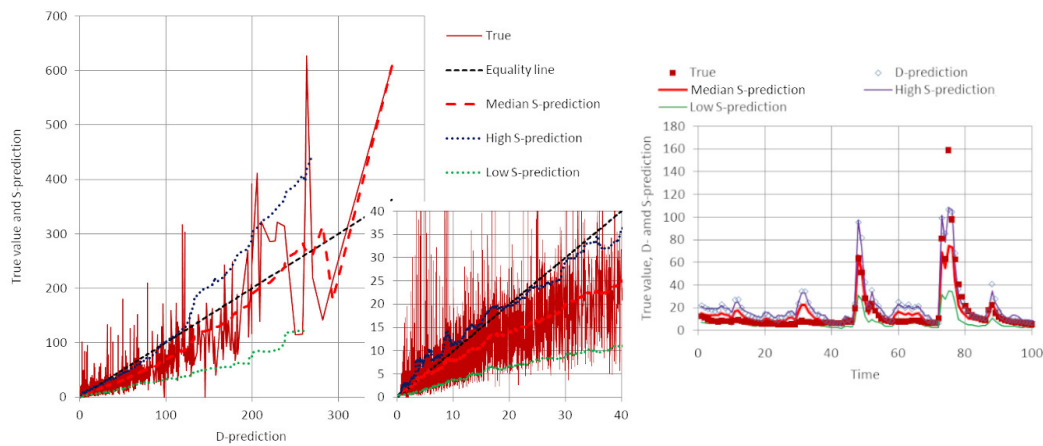 True value and S-prediction
700
600
500
400
300
200
100
0
0 100 200 300
D-prediction
True
Equality line
Median S-prediction
High S-prediction
Low S-prediction
40
35
30
25
20
15
10
5
0
0 10 20 30 40
True D-prediction
Median S-prediction High S-prediction
Low S-prediction
True value, D- amd S-prediction
180
160
140
120
100
80
60
40
20
0
0 20 40 60 80 100
Time